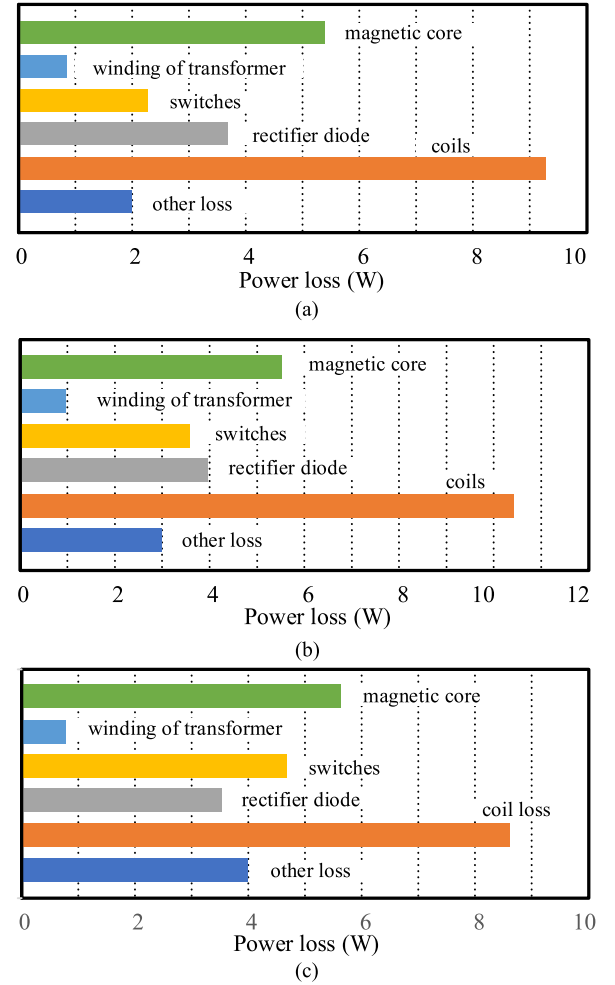 magnetic core
winding of transformer
switches
rectifier diode
coils
other loss
0 2 4 6 8 10
Power loss (W)
(a)
magnetic core
winding of transformer
switches
rectifier diode
coils
other loss
0 2 4 6 8 10 12
Power loss (W)
(b)
magnetic core
winding of transformer
switches
rectifier diode
coil loss
other loss
0 2 4 6 8 10
Power loss (W)
(c)